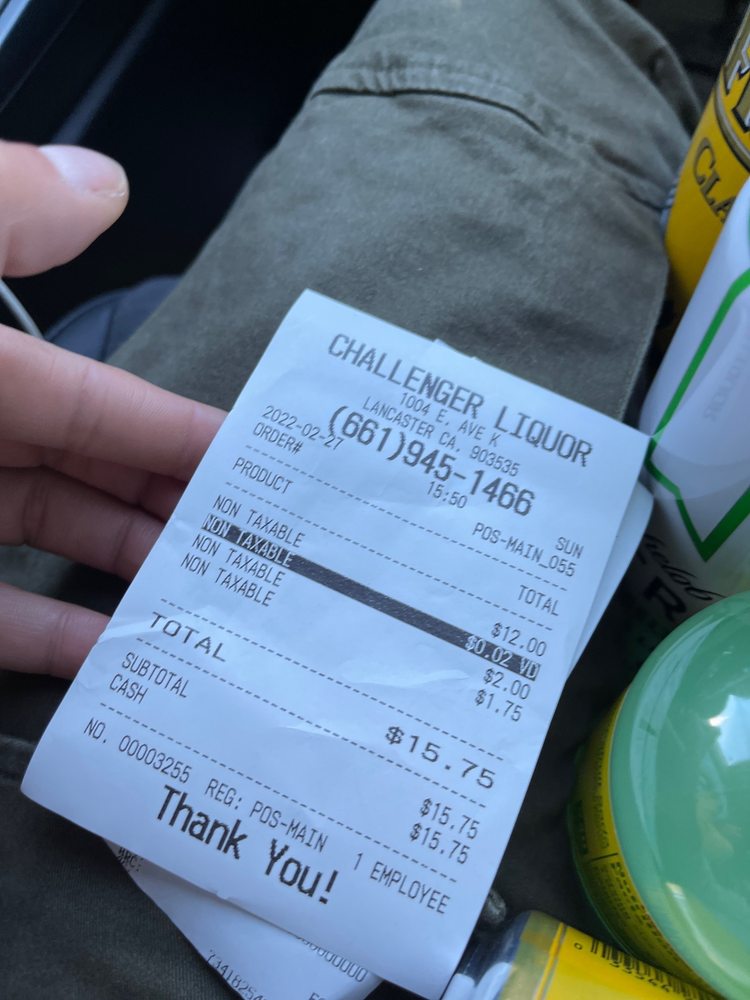 CHALLENGER LIQUOR
1004 E. AVE K
LANCASTER CA, 903535
(661)945-1466
2022-02-27 15:50 SUN
ORDER# POS-MAIN_055
PRODUCT TOTAL
NON TAXABLE $12.00
NON TAXABLE $0.02 VD
NON TAXABLE $2.00
NON TAXABLE $1.75
TOTAL $15.75
SUBTOTAL $15.75
CASH $15.75
NO. 00003255 REG: POS-MAIN 1 EMPLOYEE
Thank You!